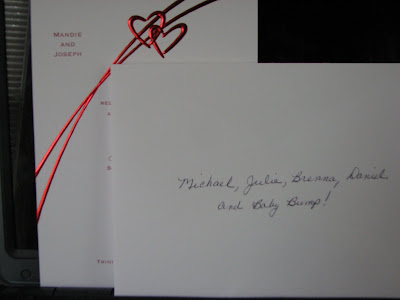 Mandie
and
Joseph
Michael, Julie, Brenna, Daniel
and Baby Bump!